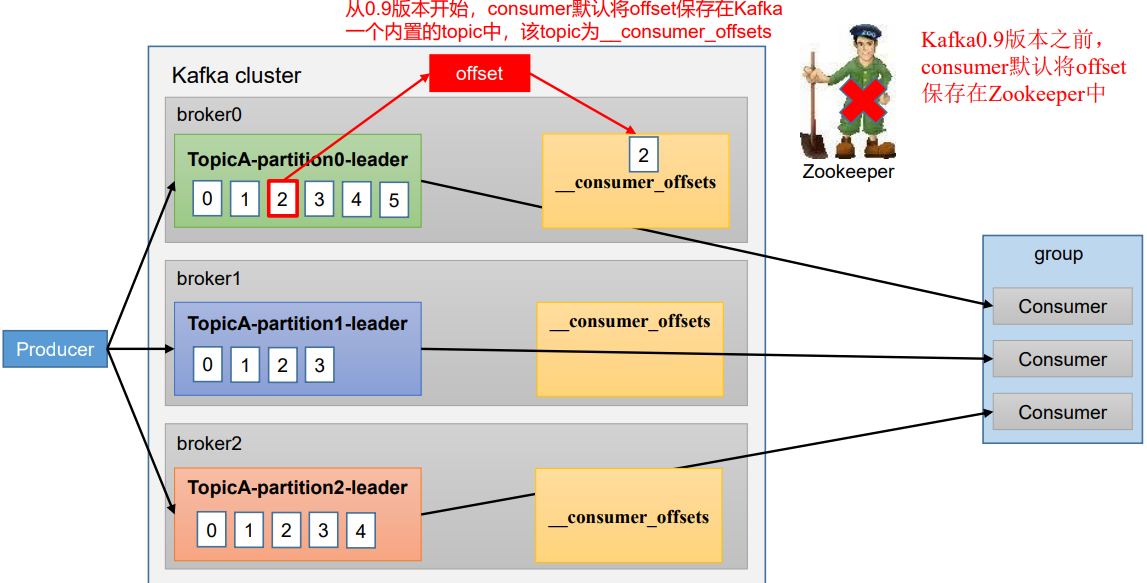 从0.9版本开始，consumer默认将offset保存在Kafka
一个内置的topic中，该topic为__consumer_offsets
Kafka0.9版本之前，
consumer默认将offset
保存在Zookeeper中
ZOO
Zookeeper
Kafka cluster
offset
broker0
TopicA-partition0-leader
0 1 2 3 4 5
2
__consumer_offsets
broker1
TopicA-partition1-leader
0 1 2 3
__consumer_offsets
broker2
TopicA-partition2-leader
0 1 2 3 4
__consumer_offsets
Producer
group
Consumer
Consumer
Consumer